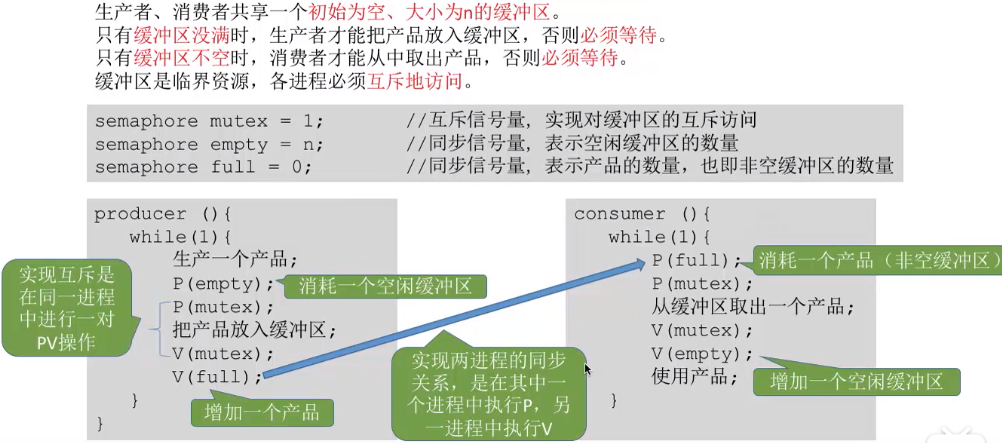 生产者、消费者共享一个初始为空、大小为n的缓冲区。
只有缓冲区没满时，生产者才能把产品放入缓冲区，否则必须等待。
只有缓冲区不空时，消费者才能从中取出产品，否则必须等待。
缓冲区是临界资源，各进程必须互斥地访问。
semaphore mutex = 1; //互斥信号量, 实现对缓冲区的互斥访问
semaphore empty = n; //同步信号量, 表示空闲缓冲区的数量
semaphore full = 0; //同步信号量, 表示产品的数量，也即非空缓冲区的数量
producer (){
while(1){
生产一个产品;
P(empty);
P(mutex);
把产品放入缓冲区;
V(mutex);
V(full);
}
}
实现互斥是
在同一进程
中进行一对
PV操作
消耗一个空闲缓冲区
增加一个产品
实现两进程的同步
关系，是在其中一
个进程中执行P，另
一进程中执行V
consumer (){
while(1){
P(full);
P(mutex);
从缓冲区取出一个产品;
V(mutex);
V(empty);
使用产品;
}
}
消耗一个产品（非空缓冲区）
增加一个空闲缓冲区